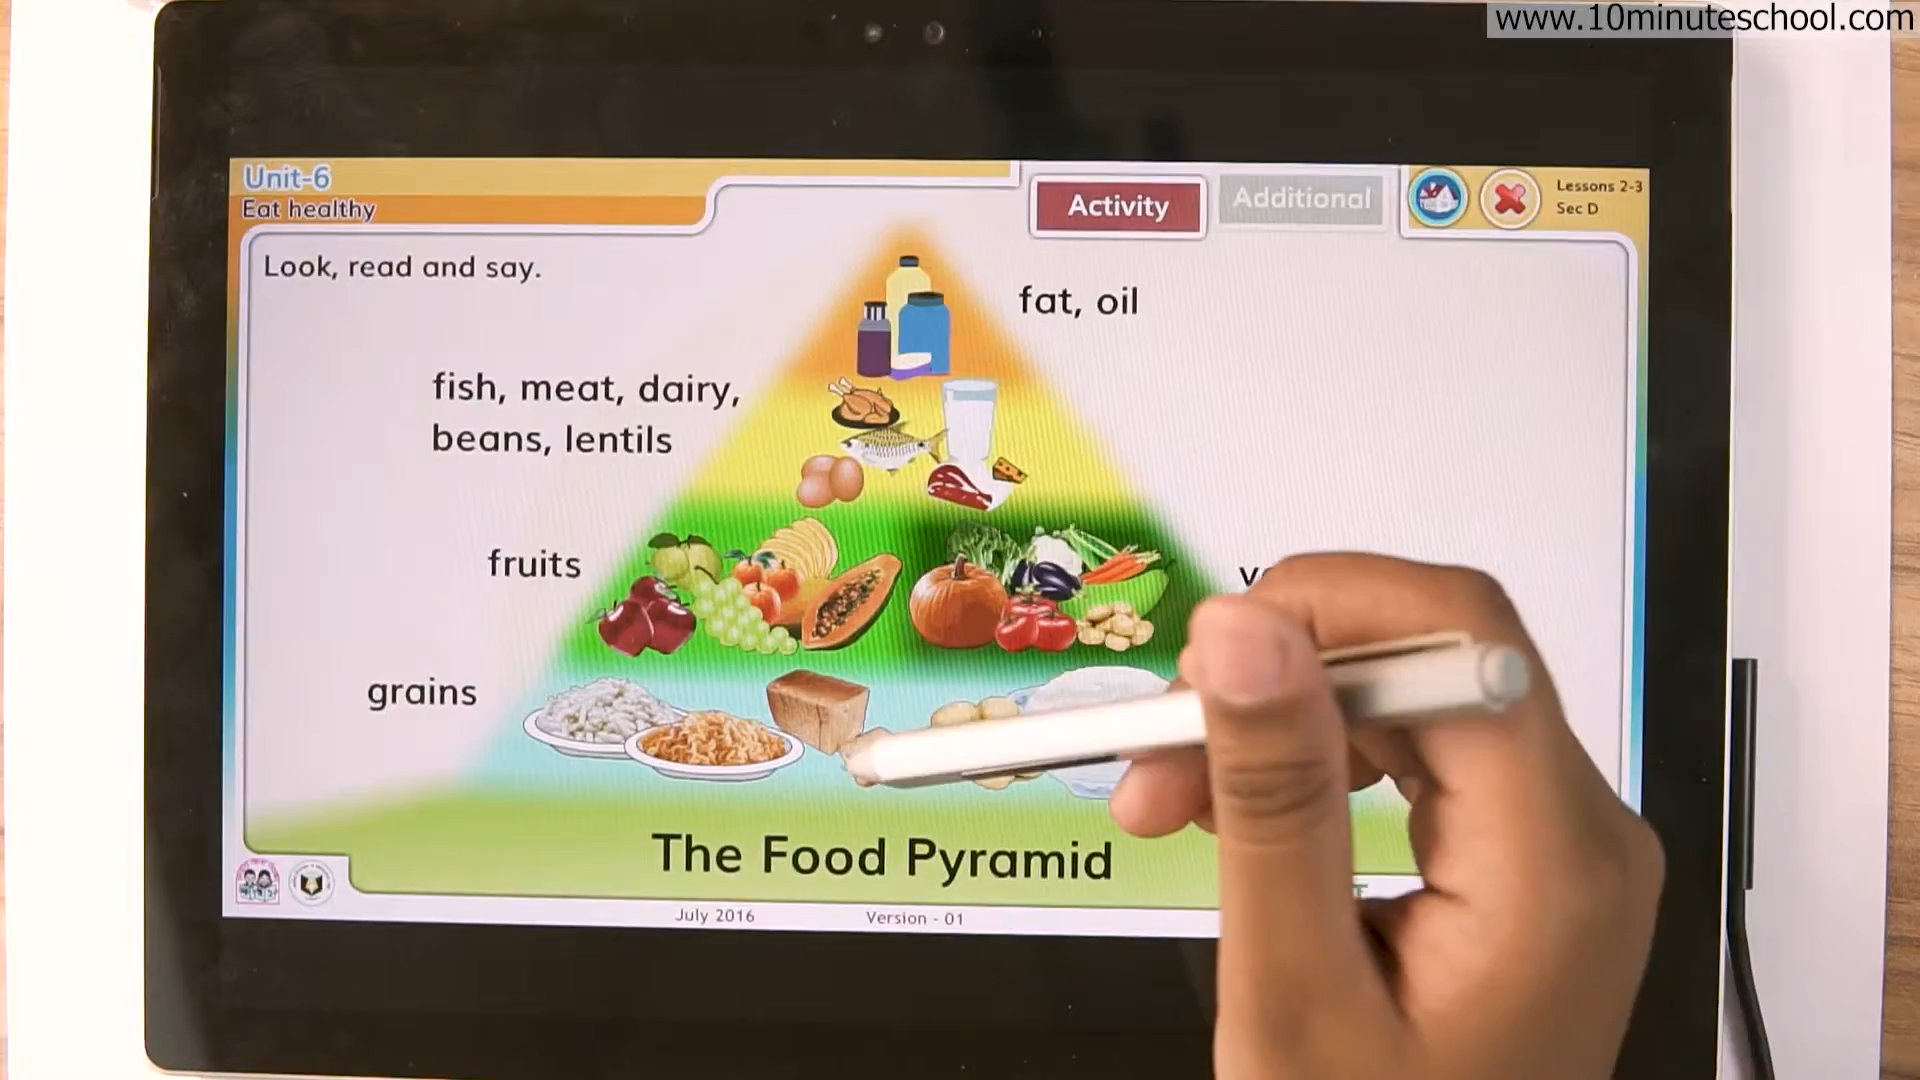 www.10minuteschool.com
Unit-6
Eat healthy
Activity
Additional
Lessons 2-3
Sec D
Look, read and say.
fat, oil
fish, meat, dairy,
beans, lentils
fruits
grains
The Food Pyramid
July 2016
Version - 01